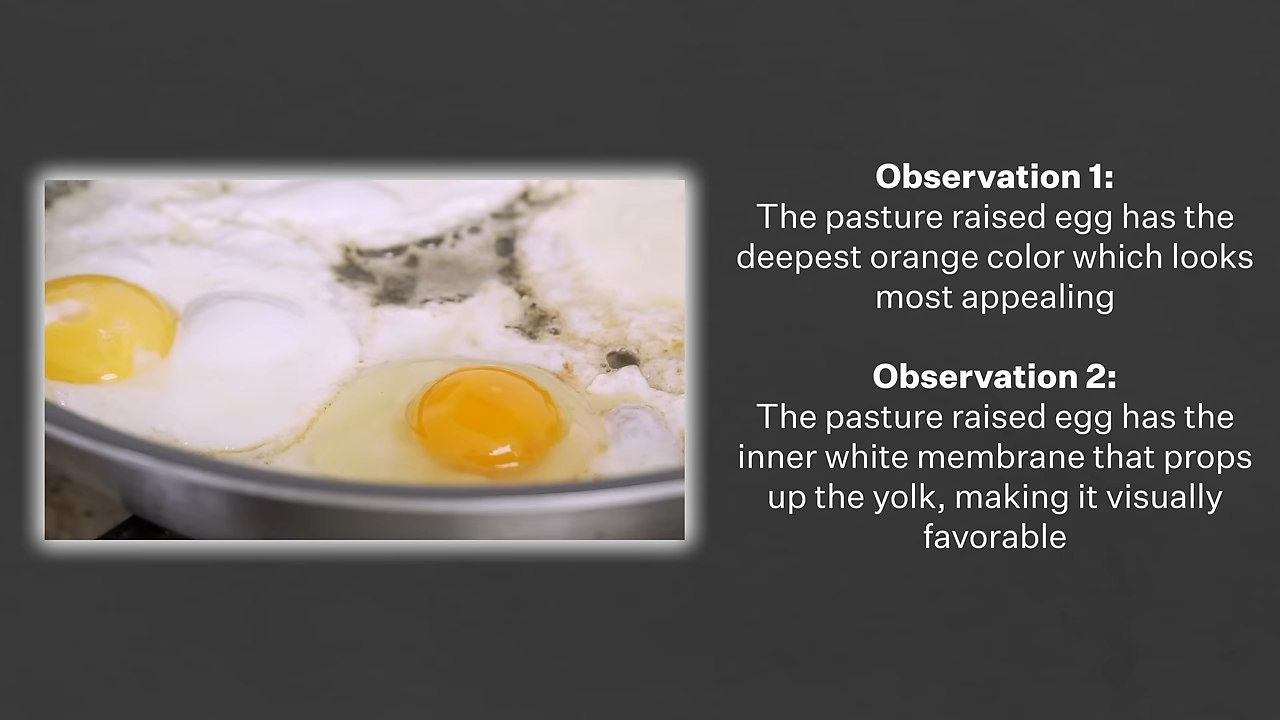 Observation 1:
The pasture raised egg has the
deepest orange color which looks
most appealing
Observation 2:
The pasture raised egg has the
inner white membrane that props
up the yolk, making it visually
favorable